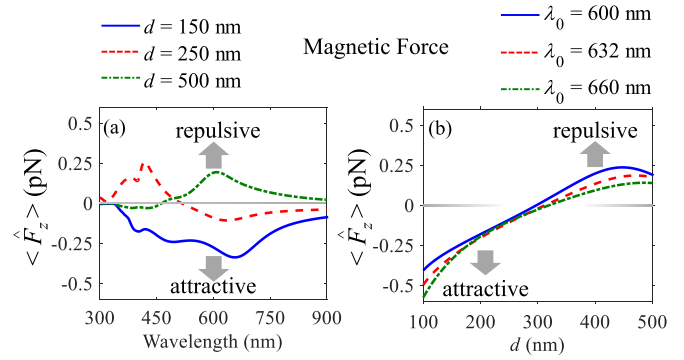 d = 150 nm
d = 250 nm
d = 500 nm
Magnetic Force
λ₀ = 600 nm
λ₀ = 632 nm
λ₀ = 660 nm
(a)
repulsive
attractive
0.5
0.25
0
-0.25
-0.5
< F̂_z > (pN)
300 450 600 750 900
Wavelength (nm)
(b)
repulsive
attractive
0.5
0.25
0
-0.25
-0.5
< F̂_z > (pN)
100 200 300 400 500
d (nm)